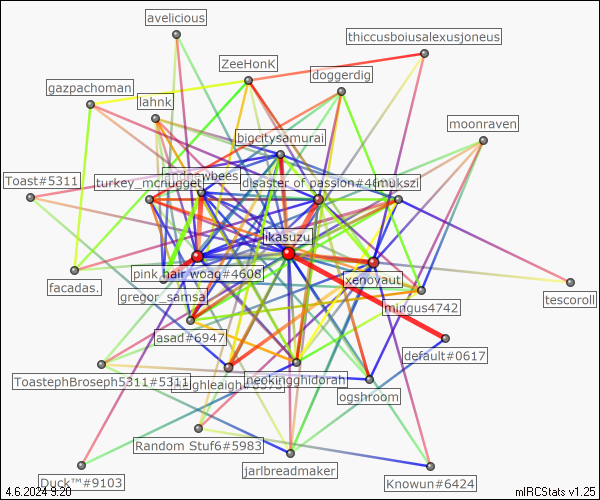 avelicious
thiccusboiusalexusjoneus
ZeeHonK
doggerdig
gazpachoman
lahnk
moonraven
bigcitysamurai
Toast#5311
turkey_mcnugget
disaster of passion#4
mukszi
ikasuzu
pink hair woag#4608
xenoyaut
facadas.
gregor_samsa
tescoroll
mingus4742
asad#6947
default#0617
ToastephBroseph5311#5311
neokingghidorah
ogshroom
Random Stuf6#5983
jarlbreadmaker
Duck™#9103
Knowun#6424
4.6.2024 9:20
mIRCStats v1.25